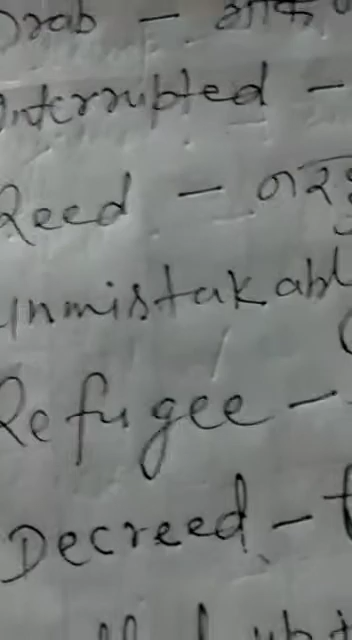 Drab -
Interrupted -
Reed -
unmistakabl
Refugee -
Decreed -